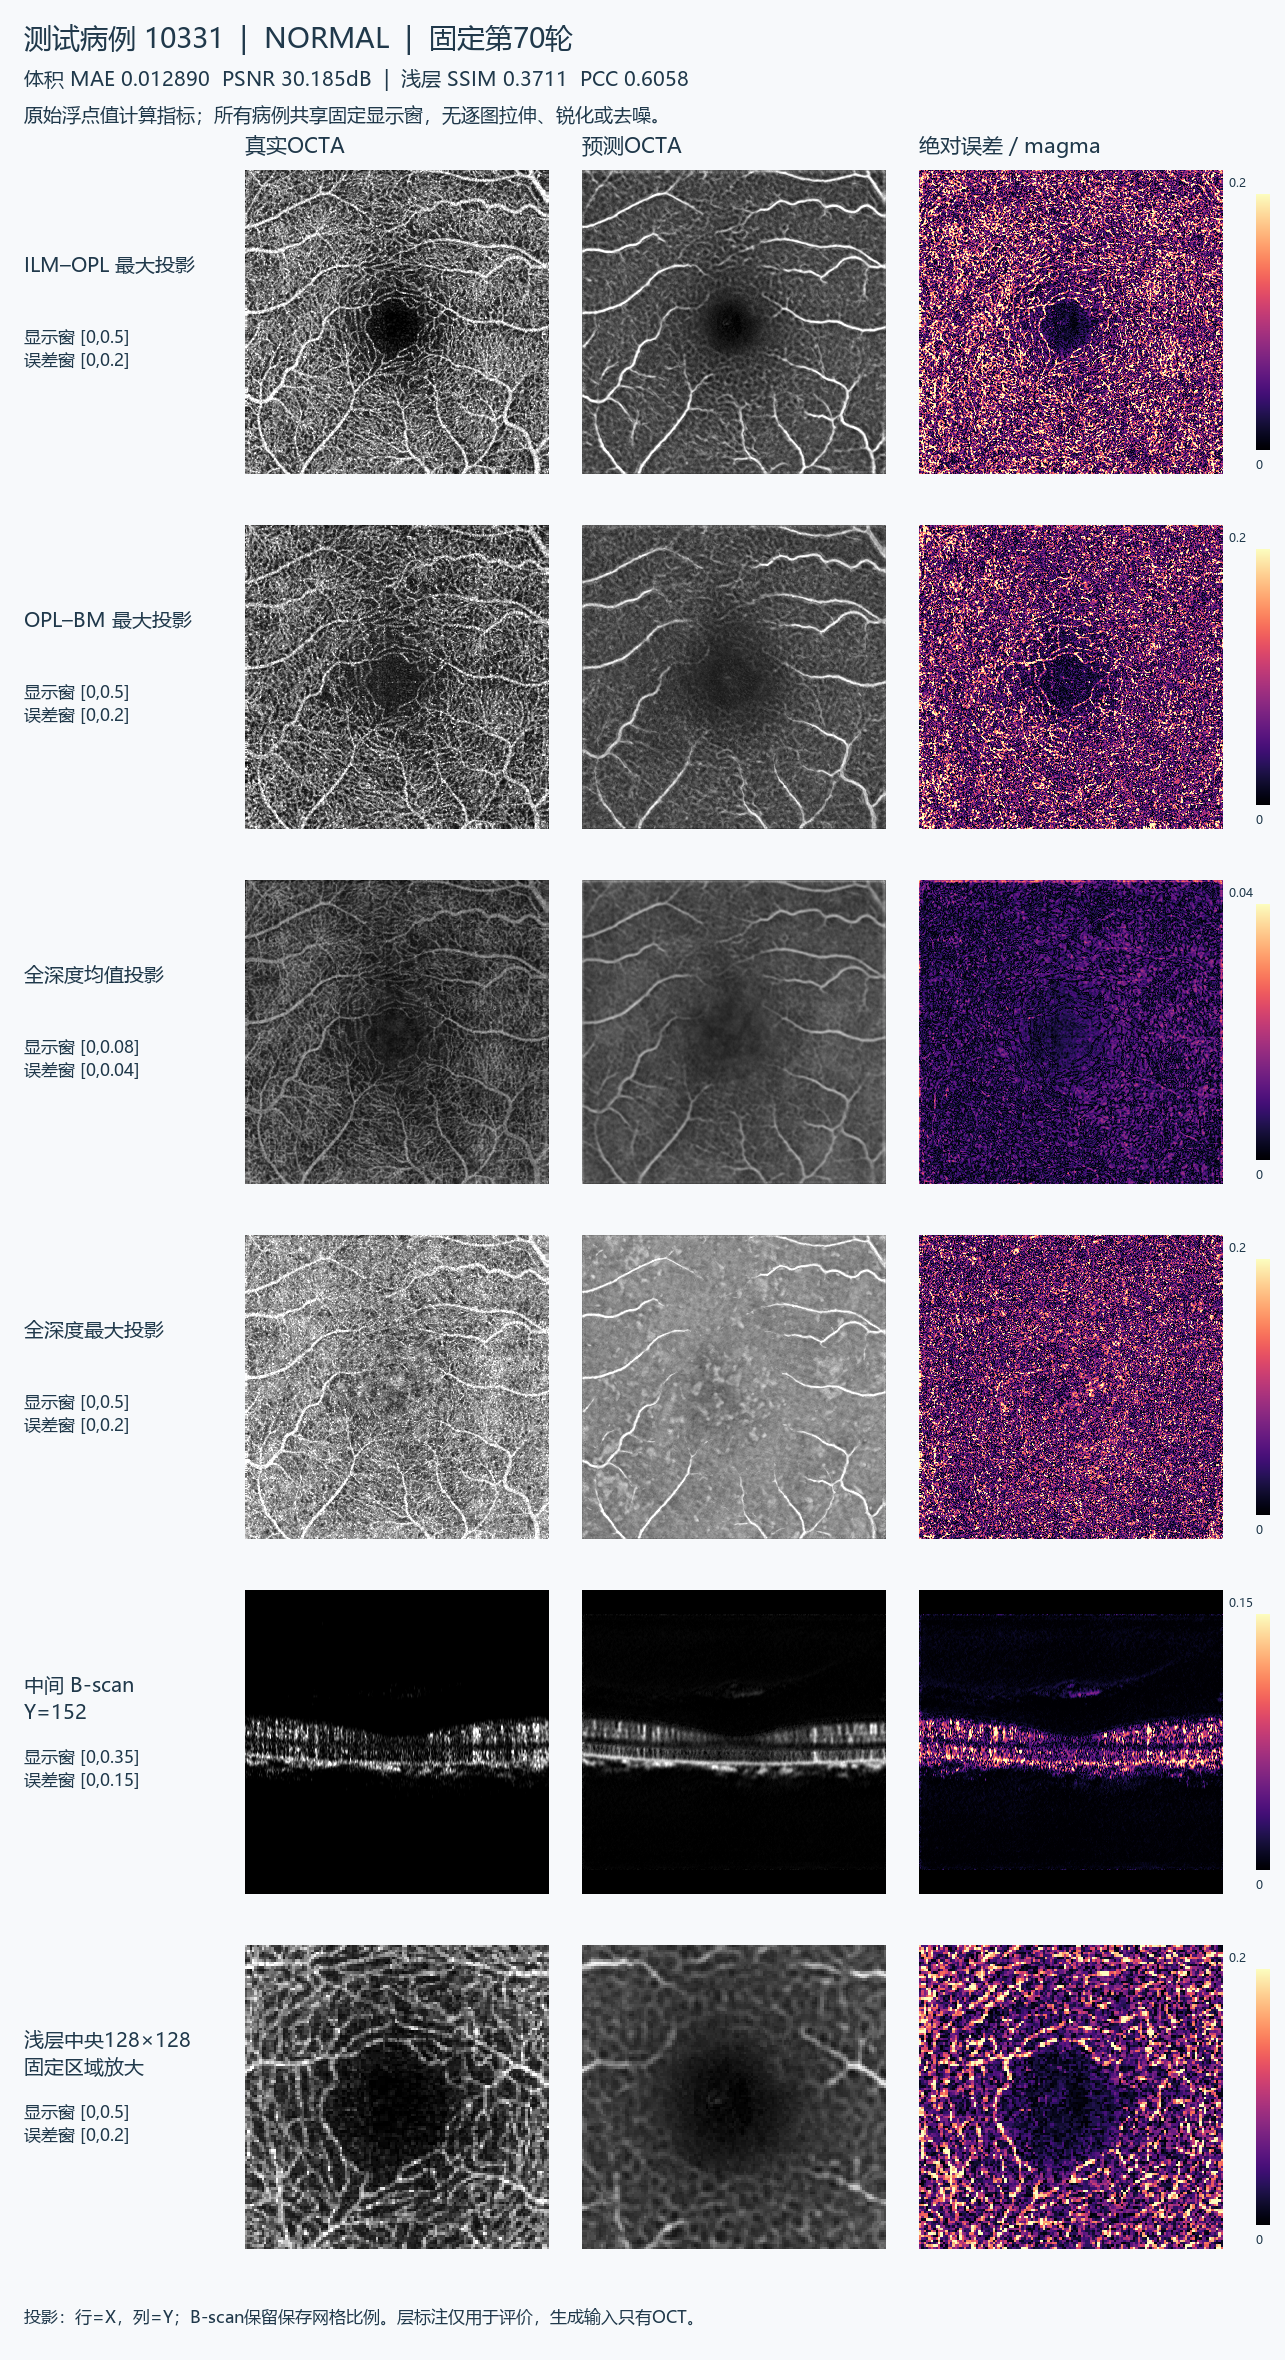 测试病例 10331 | NORMAL | 固定第70轮
体积 MAE 0.012890 PSNR 30.185dB | 浅层 SSIM 0.3711 PCC 0.6058
原始浮点值计算指标；所有病例共享固定显示窗，无逐图拉伸、锐化或去噪。
真实OCTA 预测OCTA 绝对误差 / magma
0.2
ILM–OPL 最大投影
显示窗 [0,0.5]
误差窗 [0,0.2]
0
0.2
OPL–BM 最大投影
显示窗 [0,0.5]
误差窗 [0,0.2]
0
0.04
全深度均值投影
显示窗 [0,0.08]
误差窗 [0,0.04]
0
0.2
全深度最大投影
显示窗 [0,0.5]
误差窗 [0,0.2]
0
0.15
中间 B-scan
Y=152
显示窗 [0,0.35]
误差窗 [0,0.15]
0
0.2
浅层中央128×128
固定区域放大
显示窗 [0,0.5]
误差窗 [0,0.2]
0
投影：行=X，列=Y；B-scan保留保存网格比例。层标注仅用于评价，生成输入只有OCT。